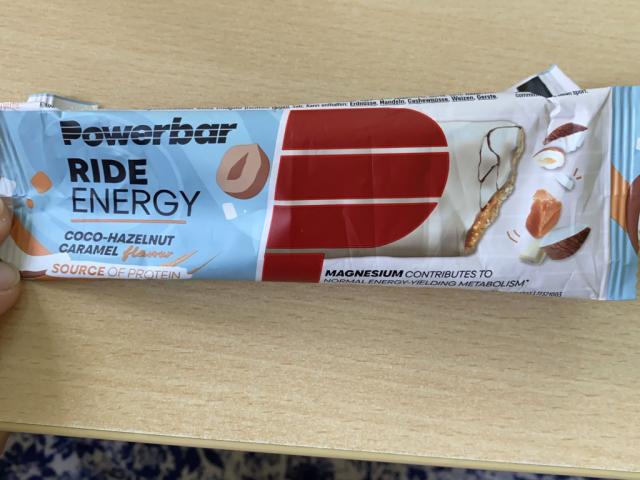 Kann enthalten: Erdnüsse, Mandeln, Cashewnüsse, Weizen, Gerste.
Powerbar
RIDE
ENERGY
COCO-HAZELNUT
CARAMEL flavour
SOURCE OF PROTEIN
MAGNESIUM CONTRIBUTES TO
NORMAL ENERGY-YIELDING METABOLISM*